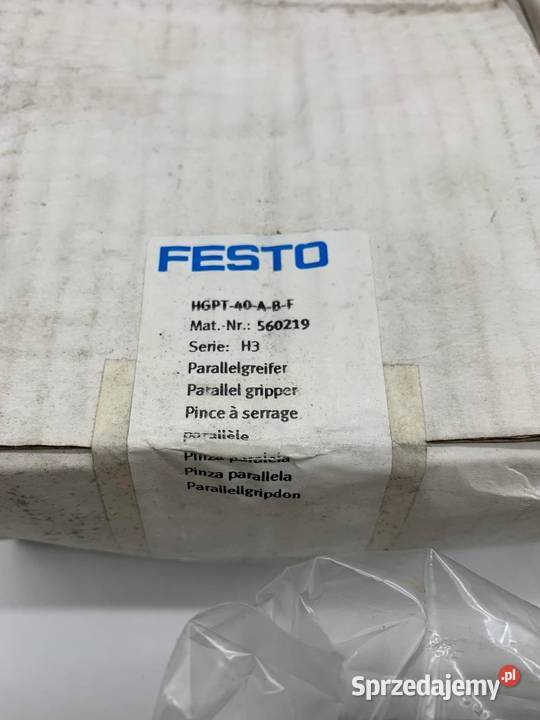 FESTO
HGPT-40-A-B-F
Mat.-Nr.: 560219
Serie: H3
Parallelgreifer
Parallel gripper
Pince à serrage
parallèle
Pinza paralela
Pinza parallela
Parallellgripdon
Sprzedajemy.pl